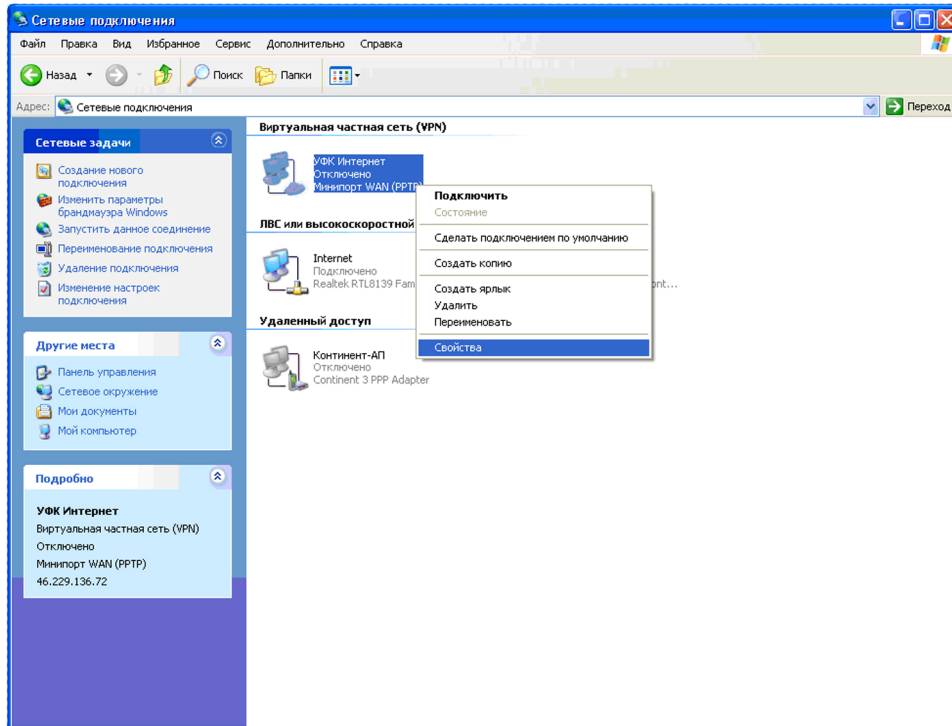 Сетевые подключения
Файл Правка Вид Избранное Сервис Дополнительно Справка
Назад Поиск Папки
Адрес: Сетевые подключения Переход
Сетевые задачи
Создание нового
подключения
Изменить параметры
брандмауэра Windows
Запустить данное соединение
Переименование подключения
Удаление подключения
Изменение настроек
подключения
Другие места
Панель управления
Сетевое окружение
Мои документы
Мой компьютер
Подробно
УФК Интернет
Виртуальная частная сеть (VPN)
Отключено
Минипорт WAN (PPTP)
46.229.136.72
Виртуальная частная сеть (VPN)
УФК Интернет
Отключено
Минипорт WAN (PPTP)
ЛВС или высокоскоростной
Internet
Подключено
Realtek RTL8139 Fam
ont...
Удаленный доступ
Континент-АП
Отключено
Continent 3 PPP Adapter
Подключить
Состояние
Сделать подключением по умолчанию
Создать копию
Создать ярлык
Удалить
Переименовать
Свойства